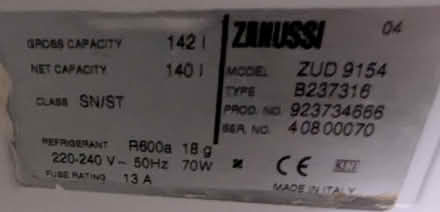 GROSS CAPACITY 142 l
NET CAPACITY 140 l
CLASS SN/ST
REFRIGERANT R600a 18 g
220-240 V ~ 50Hz 70W
FUSE RATING 13 A
ZANUSSI 04
MODEL ZUD 9154
TYPE B237316
PROD. NO. 923734666
SER. NO. 40800070
CE
MADE IN ITALY